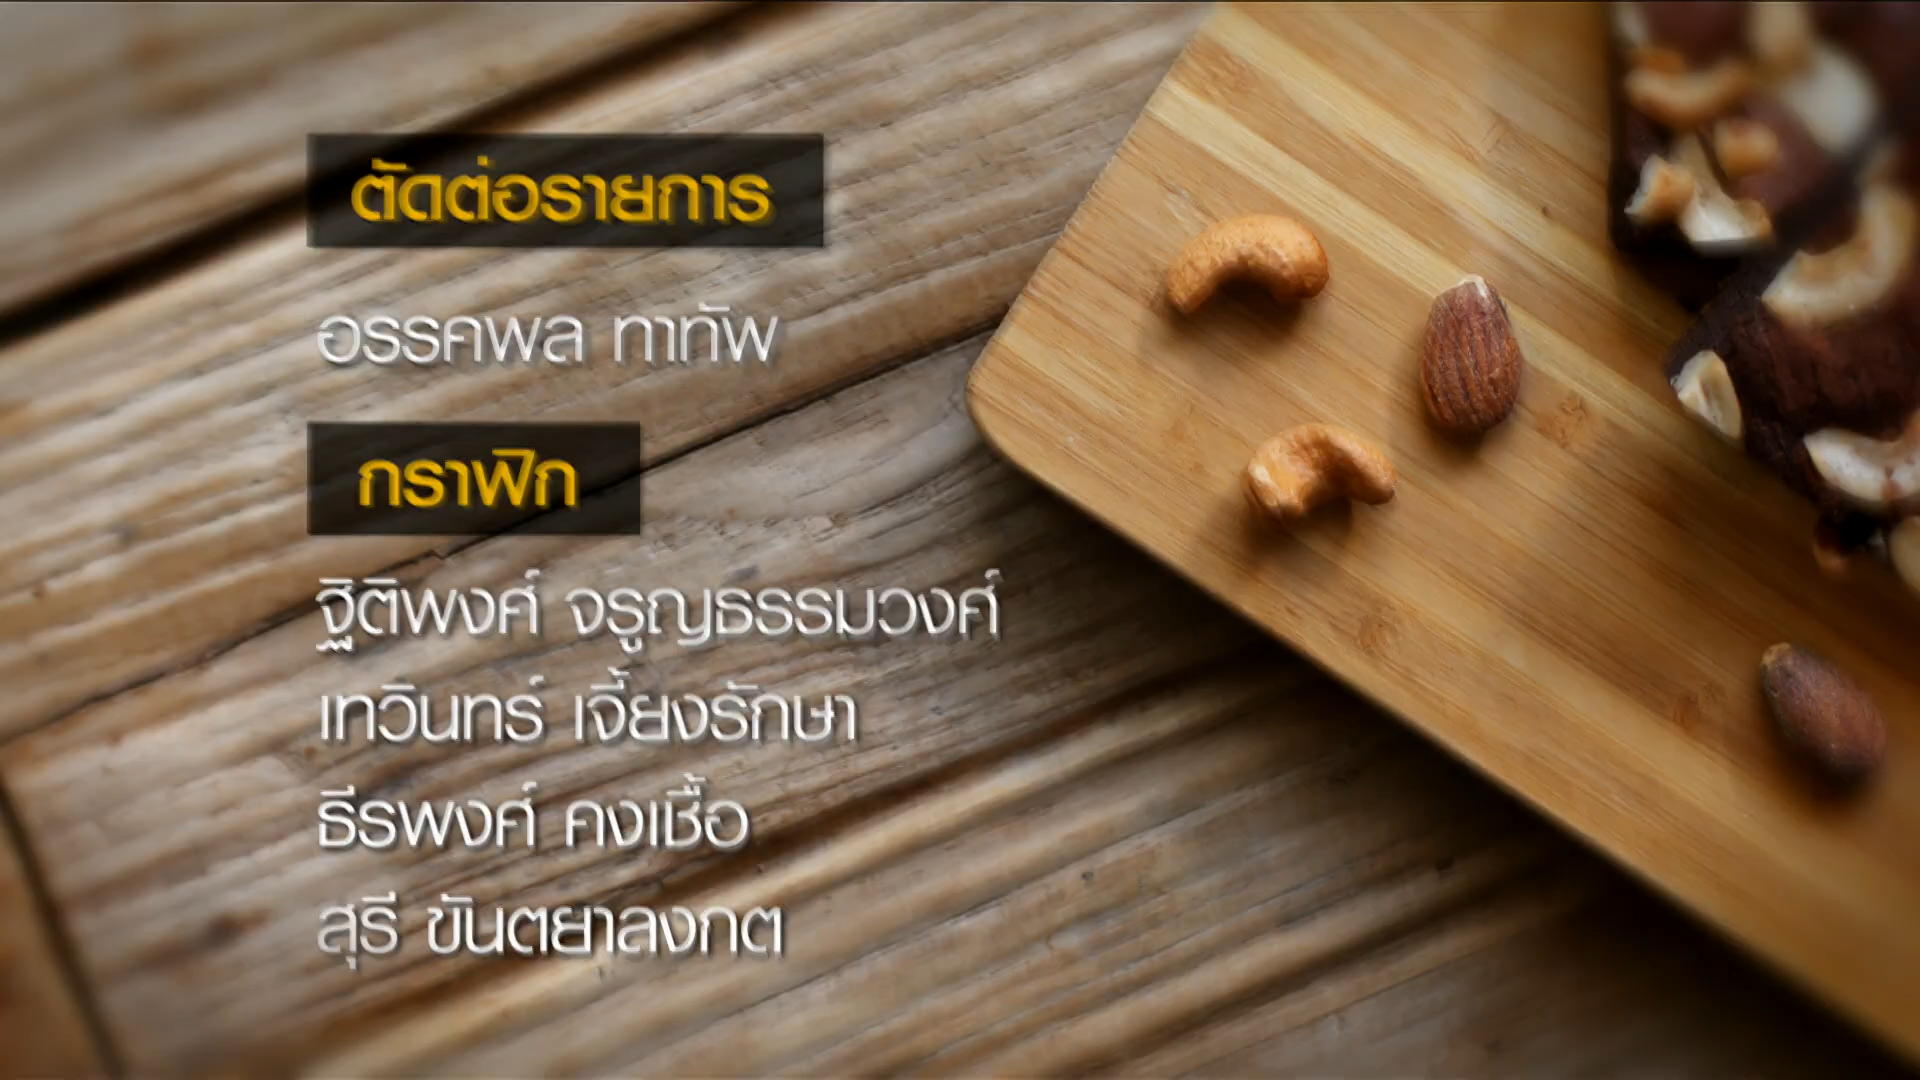 ตัดต่อรายการ
อรรคพล ทาทัพ
กราฟิก
ฐิติพงศ์ จรูญธรรมวงศ์
เทวินทร์ เจี้ยงรักษา
ธีรพงศ์ คงเชื้อ
สุรี ขันตยาลงกต